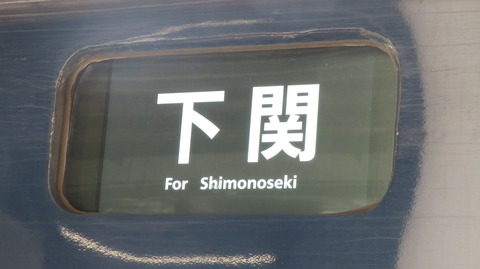 下関
For Shimonoseki